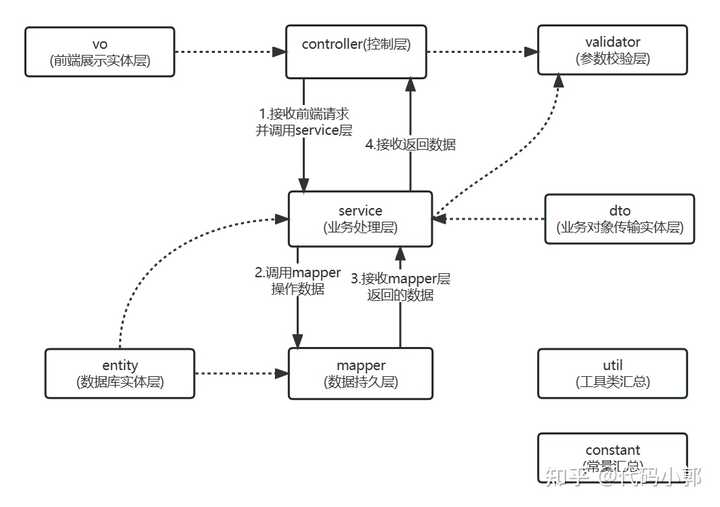 vo
(前端展示实体层)
controller(控制层)
validator
(参数校验层)
1.接收前端请求
并调用service层
4.接收返回数据
service
(业务处理层)
dto
(业务对象传输实体层)
2.调用mapper
操作数据
3.接收mapper层
返回的数据
entity
(数据库实体层)
mapper
(数据持久层)
util
(工具类汇总)
constant
(常量汇总)
知乎 @代码小郭